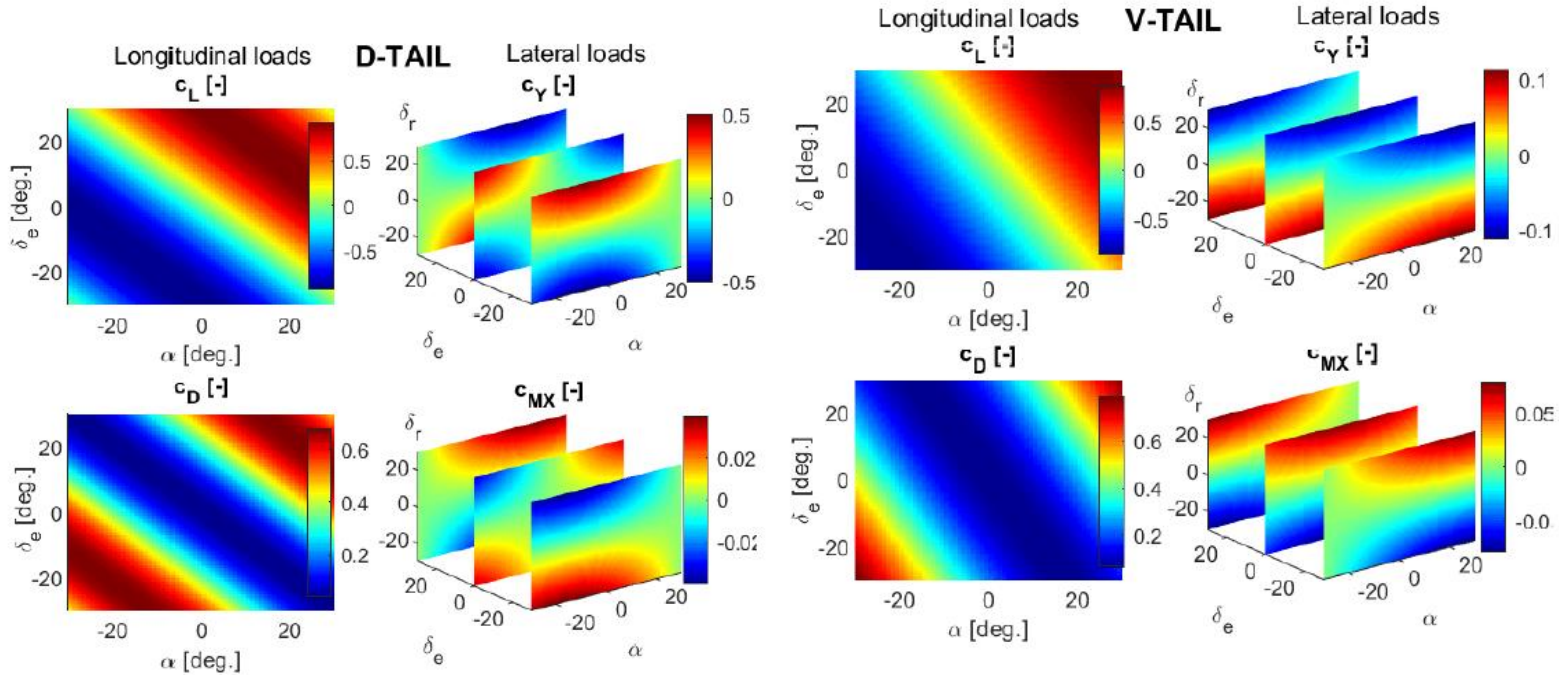 Longitudinal loads D-TAIL Lateral loads
c_L [-]
c_Y [-]
δ_e [deg.]
20
0
-20
-20 0 20
α [deg.]
0.5
0
-0.5
δ_r
20
0
-20
20 0 -20
δ_e
-20 0 20
α
0.5
0
-0.5
c_D [-]
c_MX [-]
δ_e [deg.]
20
0
-20
-20 0 20
α [deg.]
0.6
0.4
0.2
δ_r
20
0
-20
20 0 -20
δ_e
-20 0 20
α
0.02
0
-0.02
Longitudinal loads V-TAIL Lateral loads
c_L [-]
c_Y [-]
δ_e [deg.]
20
0
-20
-20 0 20
α [deg.]
0.5
0
-0.5
δ_r
20
0
-20
20 0 -20
δ_e
-20 0 20
α
0.1
0
-0.1
c_D [-]
c_MX [-]
δ_e [deg.]
20
0
-20
-20 0 20
α [deg.]
0.6
0.4
0.2
δ_r
20
0
-20
20 0 -20
δ_e
-20 0 20
α
0.05
0
-0.0